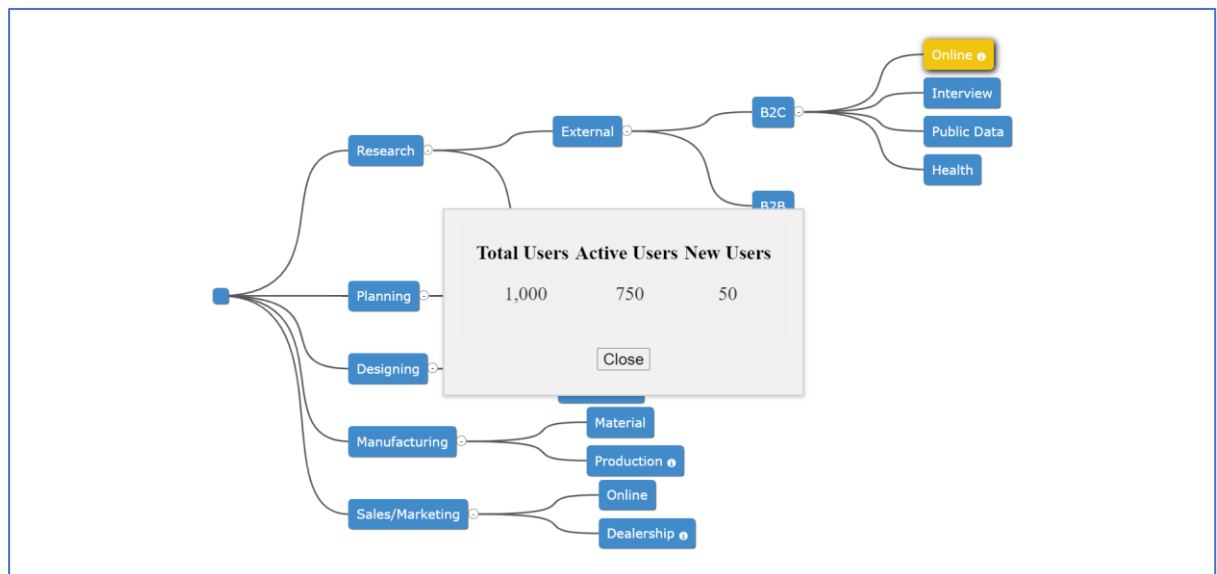 Online
Interview
B2C
Public Data
External
Research
Health
B2B
Total Users Active Users New Users
1,000 750 50
Planning
Close
Designing
Material
Manufacturing
Production
Online
Sales/Marketing
Dealership